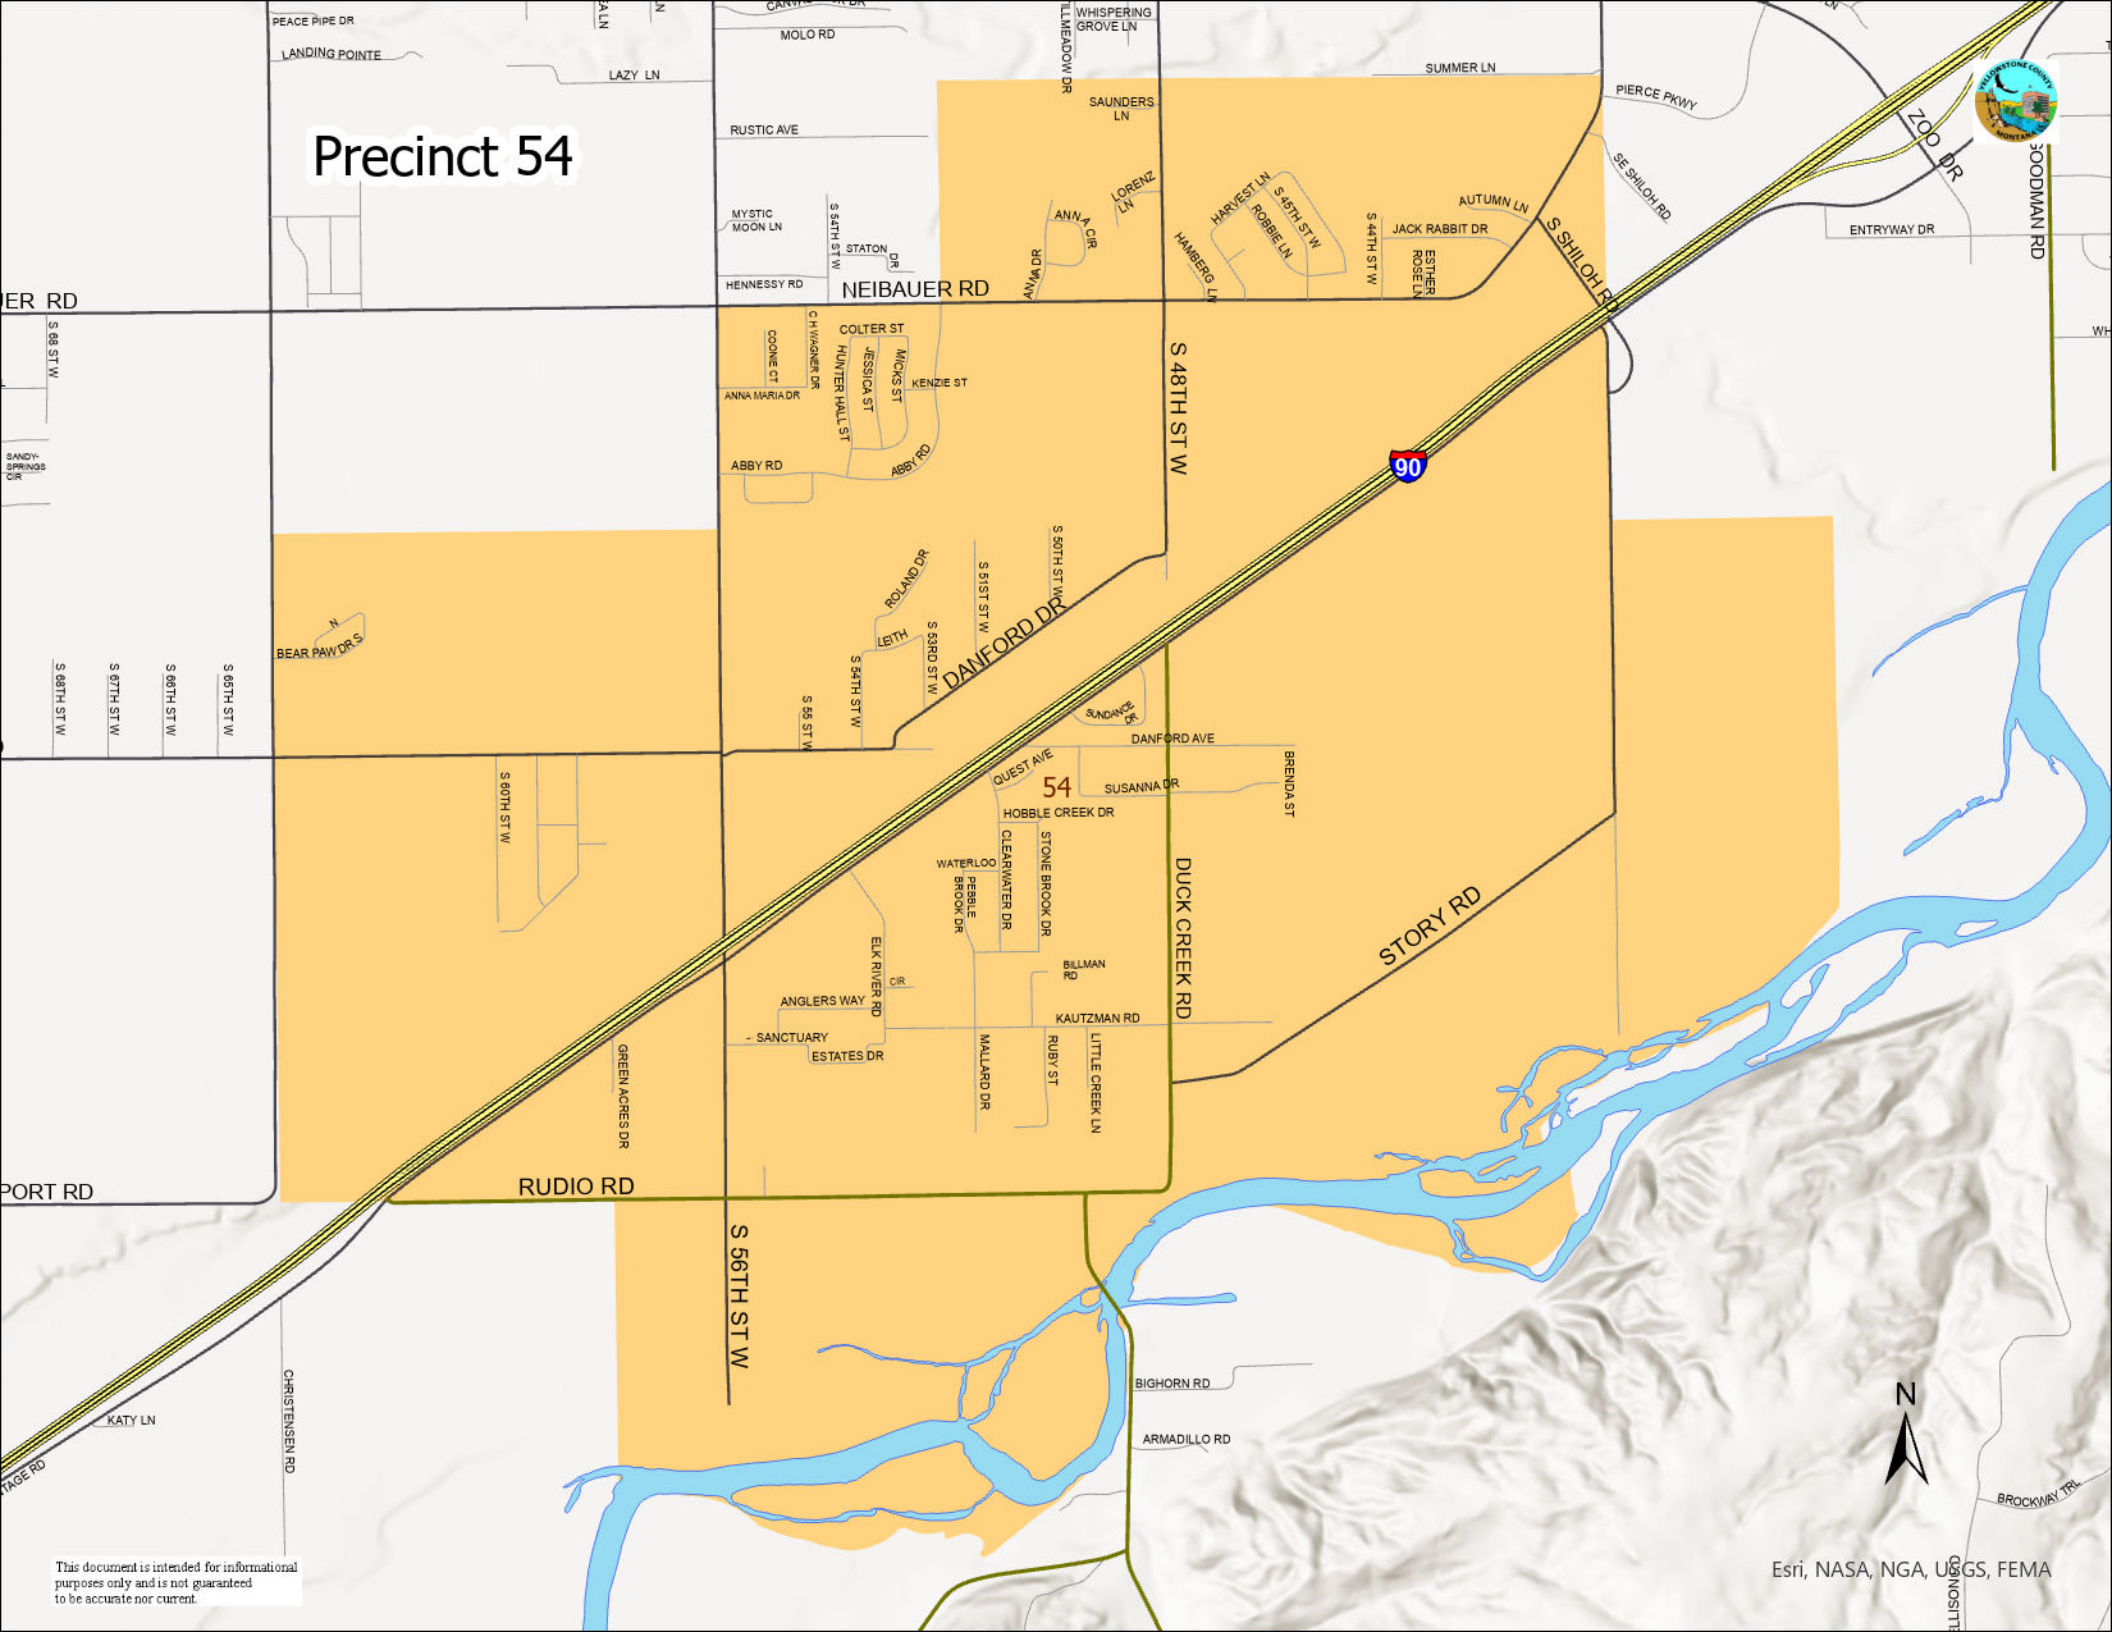 PEACE PIPE DR
LANDING POINTE
LAZY LN
MOLO RD
WHISPERING
GROVE LN
SUMMER LN
PIERCE PKWY
ZOO DR
YELLOWSTONE COUNTY
MONTANA
GOODMAN RD
Precinct 54
RUSTIC AVE
SAUNDERS
LN
SE SHILOH RD
ENTRYWAY DR
MYSTIC
MOON LN
S 54TH ST W
STATON
DR
HENNESSY RD
NEIBAUER RD
ANNA DR
ANN A CIR
LORENZ
LN
HARVEST LN
S 45TH ST W
ROBBIE LN
HAMBERG LN
S 44TH ST W
AUTUMN LN
JACK RABBIT DR
ESTHER
ROSE LN
S SHILOH RD
ER RD
S 68 ST W
SANDY-
SPRINGS
CIR
COONIE CT
C H WAGNER DR
COLTER ST
HUNTER HALL ST
JESSICA ST
MICKS ST
KENZIE ST
ANNA MARIA DR
ABBY RD
ABBY RD
S 48TH ST W
90
WH
BEAR PAW DR S
N
ROLAND DR
LEITH
S 53RD ST W
S 51ST ST W
S 50TH ST W
DANFORD DR
S 54TH ST W
S 55 ST W
S 68TH ST W
S 67TH ST W
S 66TH ST W
S 65TH ST W
S 60TH ST W
SUNDANCE
DR
DANFORD AVE
QUEST AVE
54
SUSANNA DR
BRENDA ST
HOBBLE CREEK DR
WATERLOO
CLEARWATER DR
STONE BROOK DR
PEBBLE
BROOK DR
DUCK CREEK RD
STORY RD
ELK RIVER RD
CIR
BILLMAN
RD
ANGLERS WAY
KAUTZMAN RD
SANCTUARY
ESTATES DR
GREEN ACRES DR
MALLARD DR
RUBY ST
LITTLE CREEK LN
PORT RD
RUDIO RD
S 56TH ST W
CHRISTENSEN RD
KATY LN
TAGE RD
BIGHORN RD
ARMADILLO RD
N
BROCKWAY TRL
This document is intended for informational
purposes only and is not guaranteed
to be accurate nor current.
Esri, NASA, NGA, USGS, FEMA